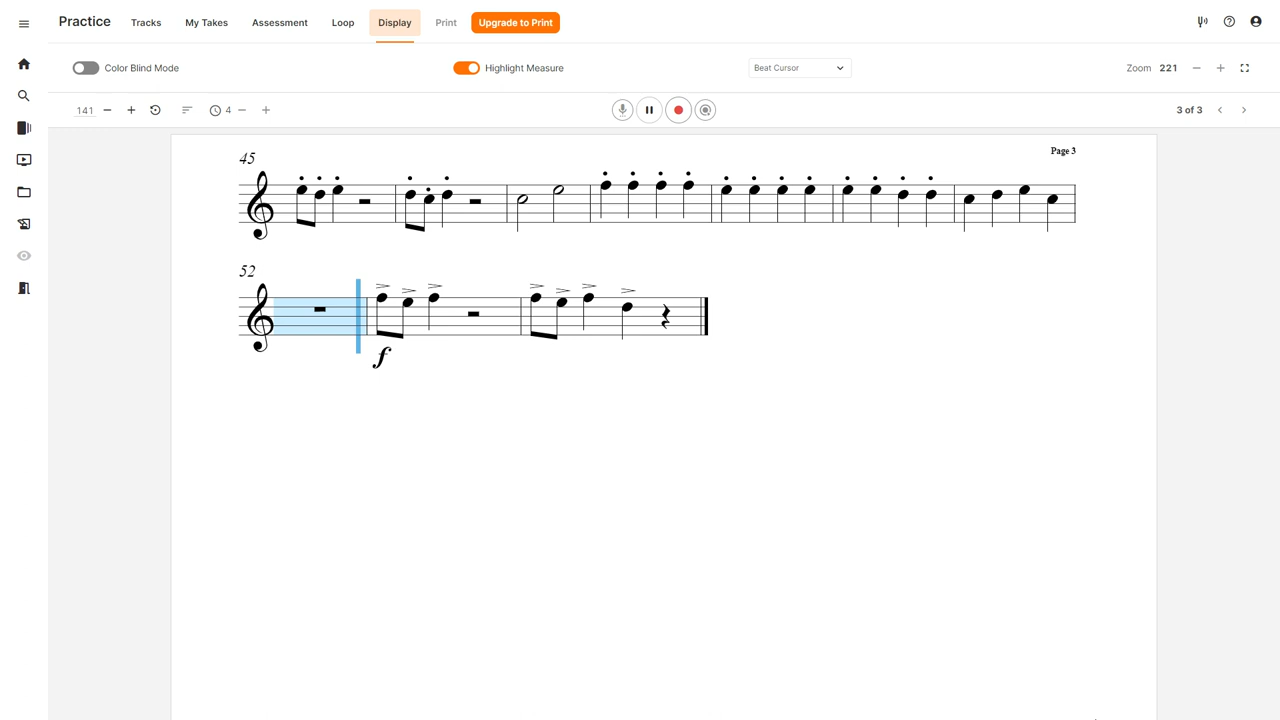 Practice Tracks My Takes Assessment Loop Display Print Upgrade to Print
Color Blind Mode Highlight Measure Beat Cursor Zoom 221
141 4 3 of 3
Page 3
45
52
f